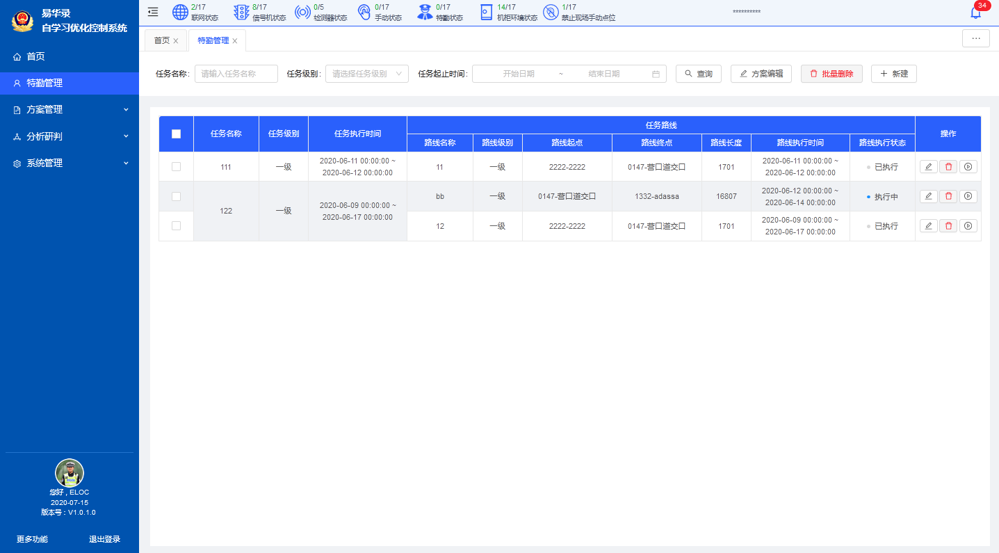 易华录
自学习优化控制系统
首页
特勤管理
方案管理
分析研判
系统管理
您好 , ELOC
2020-07-15
版本号 : V1.0.1.0
更多功能 退出登录
2/17
联网状态
8/17
信号机状态
0/5
检测器状态
0/17
手动状态
0/17
特勤状态
14/17
机柜环境状态
1/17
禁止现场手动点位
**********
34
首页 特勤管理
任务名称: 请输入任务名称 任务级别: 请选择任务级别 任务起止时间: 开始日期 ~ 结束日期 查询 方案编辑 批量删除 新建
任务名称 任务级别 任务执行时间 任务路线 操作
路线名称 路线级别 路线起点 路线终点 路线长度 路线执行时间 路线执行状态
111 一级 2020-06-11 00:00:00 ~ 2020-06-12 00:00:00 11 一级 2222-2222 0147-营口道交口 1701 2020-06-11 00:00:00 ~ 2020-06-12 00:00:00 已执行
122 一级 2020-06-09 00:00:00 ~ 2020-06-17 00:00:00 bb 一级 0147-营口道交口 1332-adassa 16807 2020-06-12 00:00:00 ~ 2020-06-14 00:00:00 执行中
12 一级 2222-2222 0147-营口道交口 1701 2020-06-09 00:00:00 ~ 2020-06-17 00:00:00 已执行